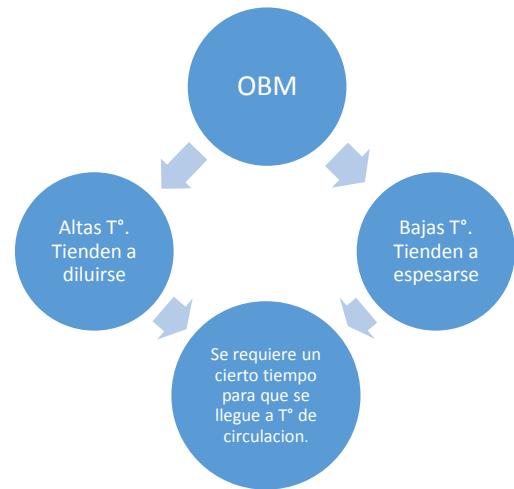 OBM
Altas T°.
Tienden a
diluirse
Bajas T°.
Tienden a
espesarse
Se requiere un
cierto tiempo
para que se
llegue a T° de
circulacion.